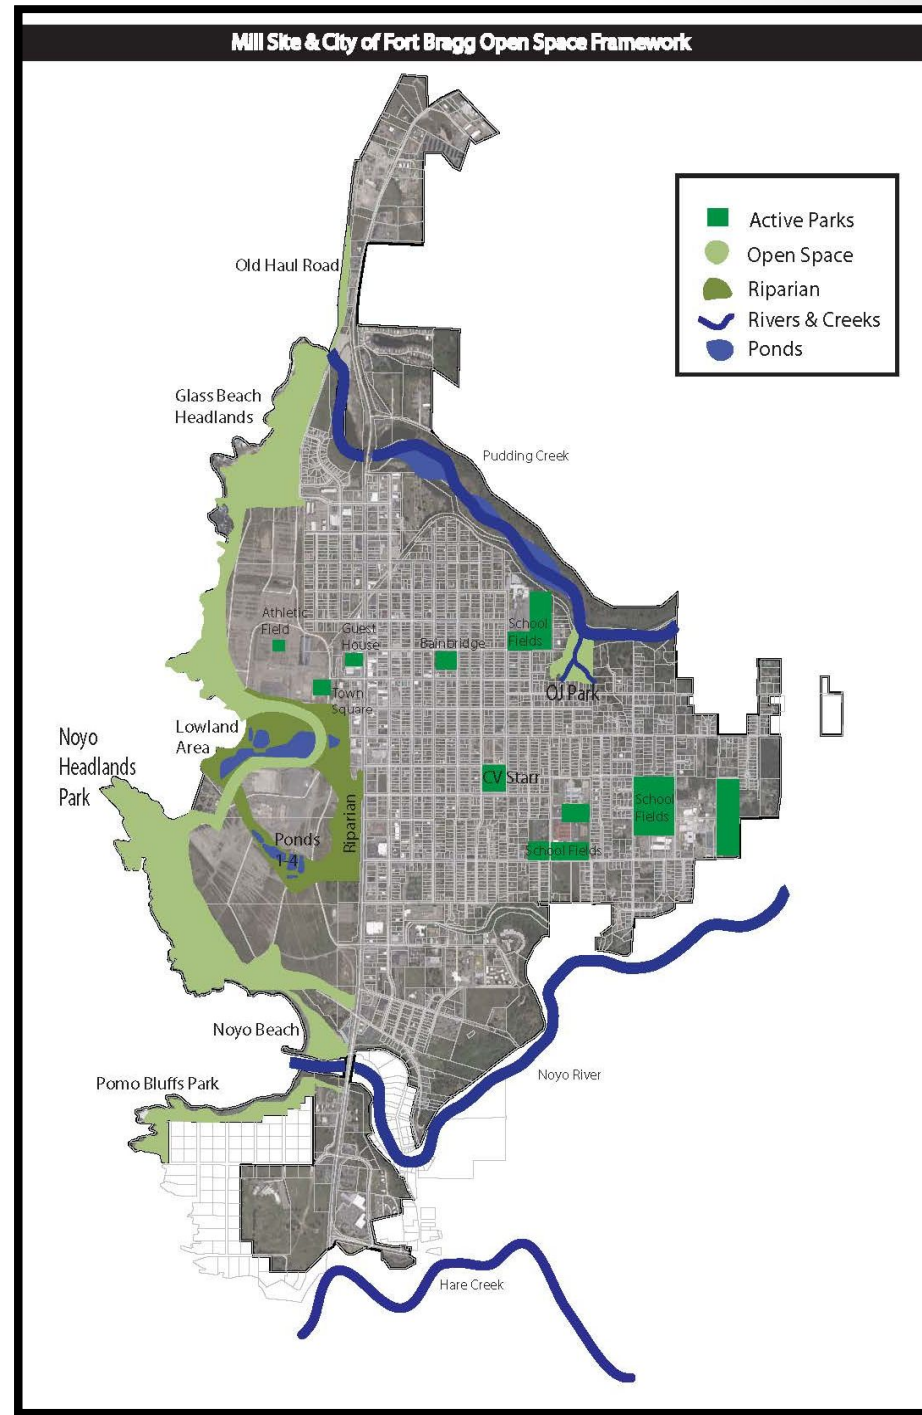 Mill Site & City of Fort Bragg Open Space Framework
Active Parks
Open Space
Riparian
Rivers & Creeks
Ponds
Old Haul Road
Glass Beach
Headlands
Pudding Creek
Athletic
Field
Guest
House
Bainbridge
School
Fields
Town
Square
OJ Park
Lowland
Area
Noyo
Headlands
Park
CV Starr
School
Fields
Riparian
Ponds
1-4
School Fields
Noyo Beach
Noyo River
Pomo Bluffs Park
Hare Creek